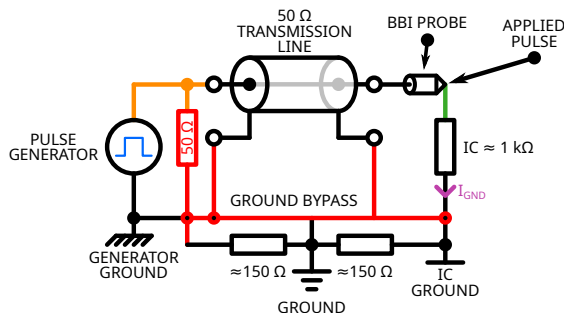 50 Ω
TRANSMISSION
LINE
BBI PROBE
APPLIED
PULSE
PULSE
GENERATOR
50 Ω
IC ≈ 1 kΩ
I_GND
GROUND BYPASS
GENERATOR
GROUND
≈150 Ω
≈150 Ω
IC
GROUND
GROUND